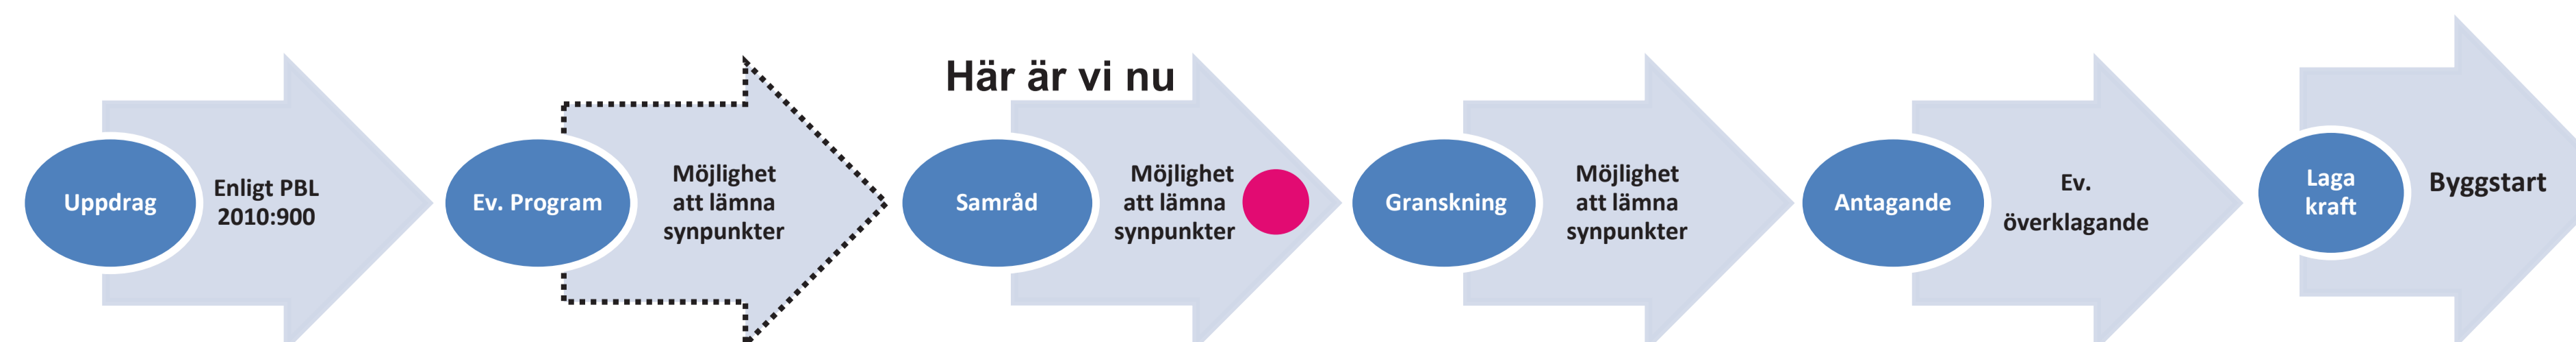 Här är vi nu
Uppdrag
Enligt PBL
2010:900
Ev. Program
Möjlighet
att lämna
synpunkter
Samråd
Möjlighet
att lämna
synpunkter
Granskning
Möjlighet
att lämna
synpunkter
Antagande
Ev.
överklagande
Laga
kraft
Byggstart